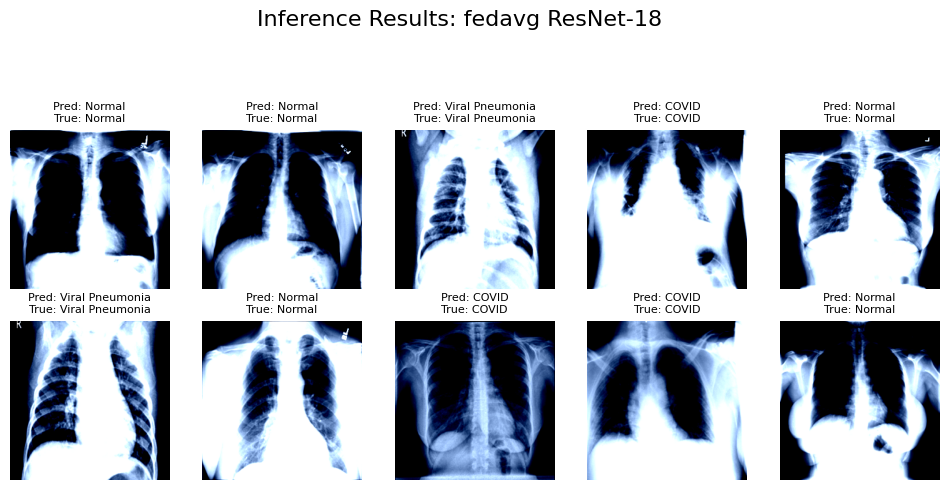 Inference Results: fedavg ResNet-18
Pred: Normal
True: Normal
Pred: Normal
True: Normal
Pred: Viral Pneumonia
True: Viral Pneumonia
Pred: COVID
True: COVID
Pred: Normal
True: Normal
R
Pred: Viral Pneumonia
True: Viral Pneumonia
Pred: Normal
True: Normal
Pred: COVID
True: COVID
Pred: COVID
True: COVID
Pred: Normal
True: Normal
R